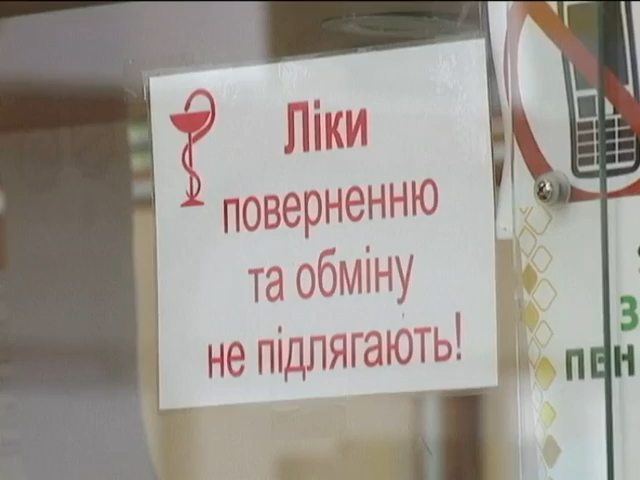 Ліки
поверненню
та обміну
не підлягають!